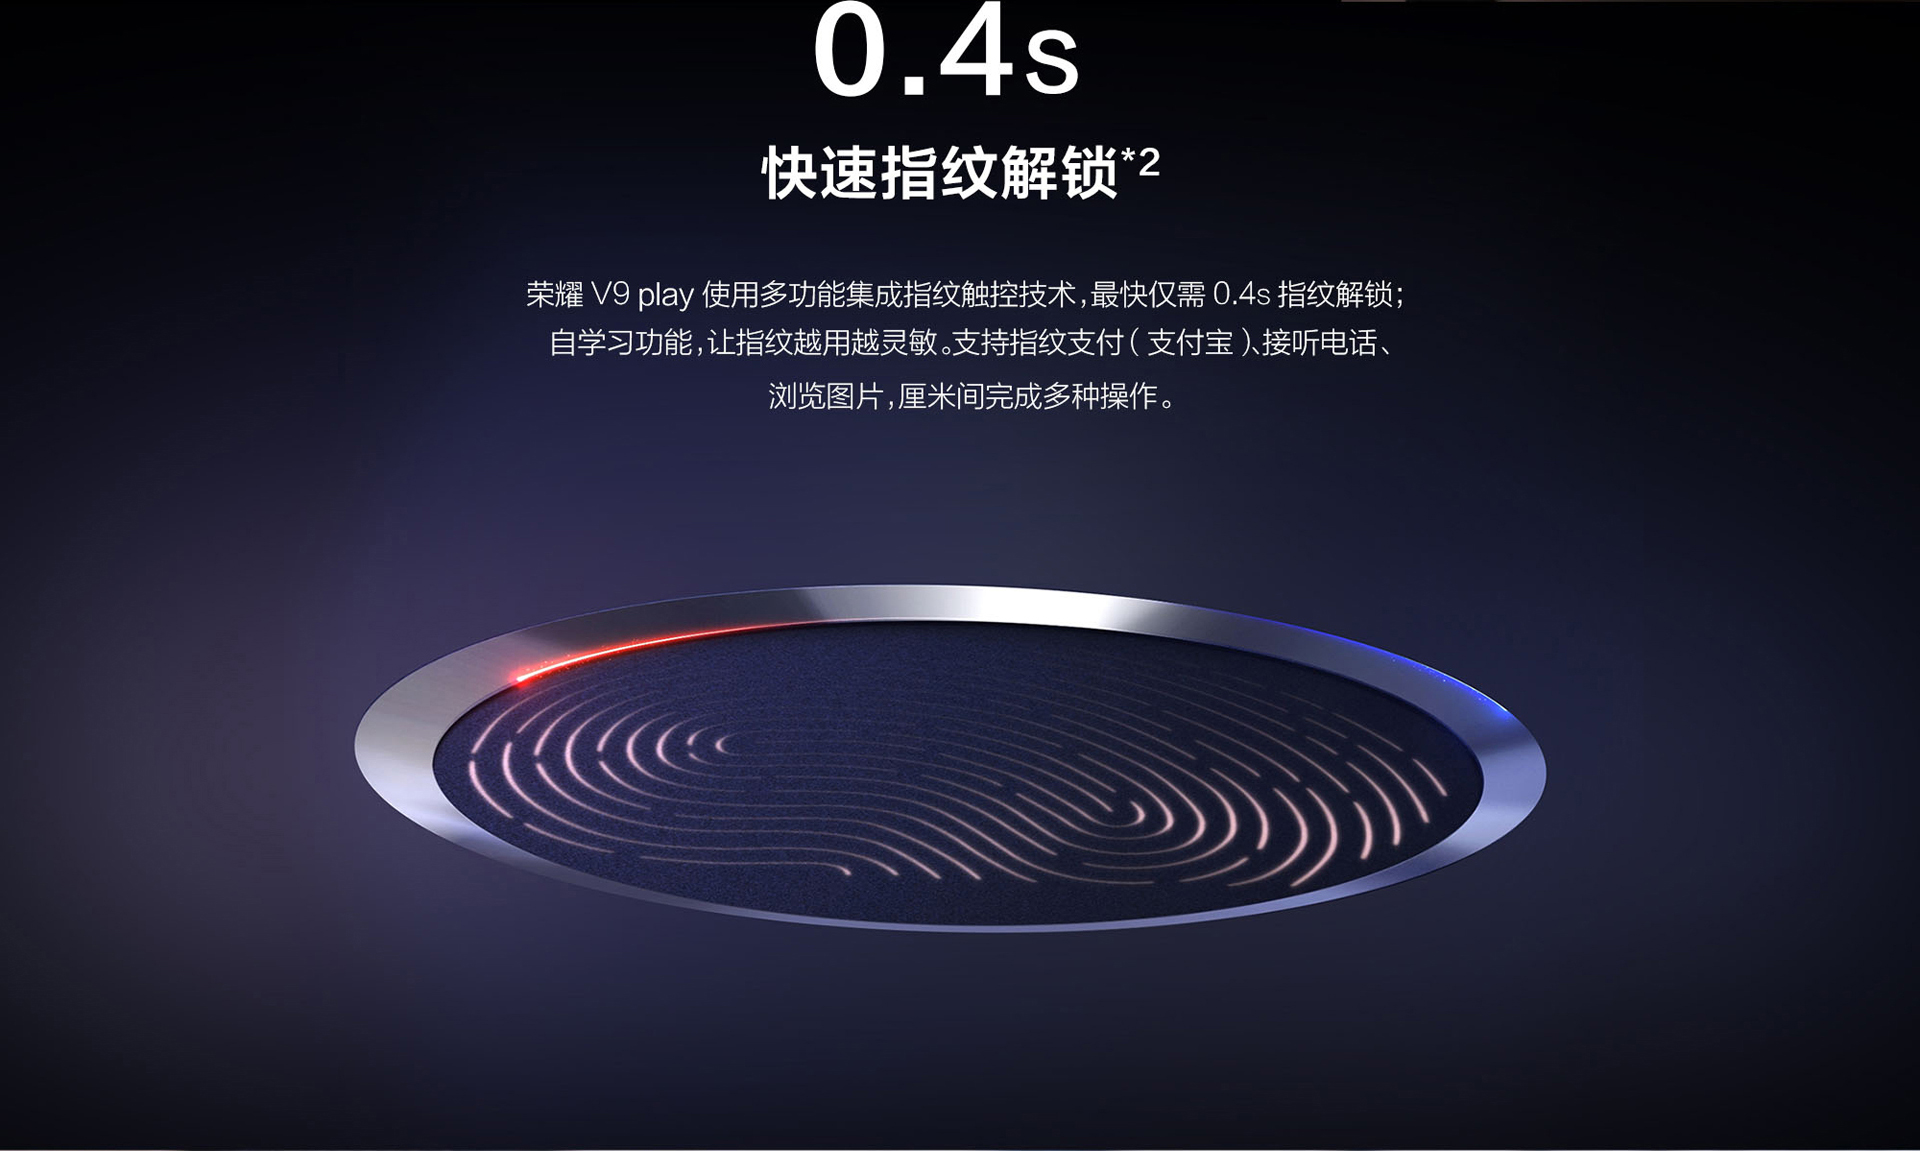 0.4s
快速指纹解锁*2
荣耀 V9 play 使用多功能集成指纹触控技术,最快仅需 0.4s 指纹解锁;
自学习功能,让指纹越用越灵敏。支持指纹支付( 支付宝 )、接听电话、
浏览图片,厘米间完成多种操作。